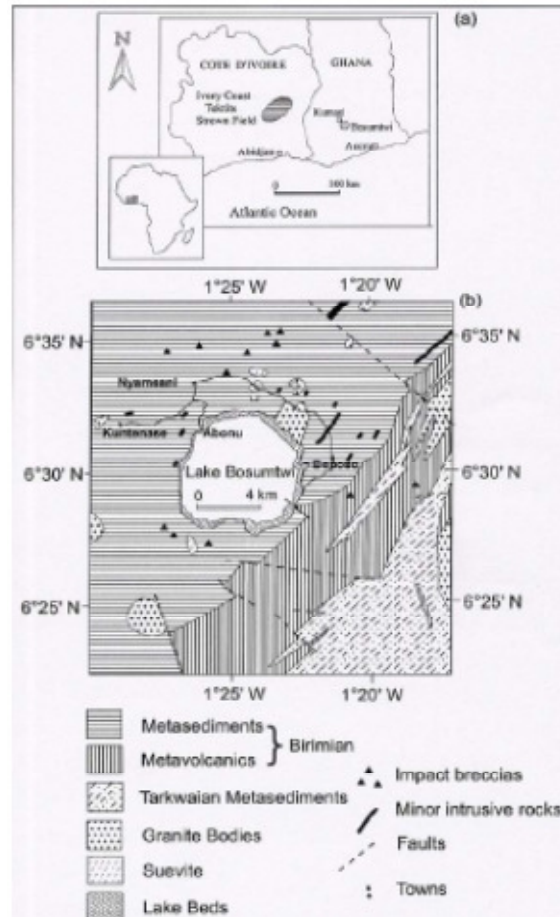 (a)
N
COTE D'IVOIRE
GHANA
Ivory Coast
Tektite
Strewn Field
Kumasi
Bosumtwi
Abidjan
Accra
0 300 km
Atlantic Ocean
1°25' W 1°20' W
(b)
6°35' N 6°35' N
Nyameani
Kuntenase Abonu
6°30' N 6°30' N
Lake Bosumtwi
0 4 km
6°25' N 6°25' N
1°25' W 1°20' W
Metasediments
Metavolcanics
Birimian
Tarkwaian Metasediments
Granite Bodies
Suevite
Lake Beds
Impact breccias
Minor intrusive rocks
Faults
Towns